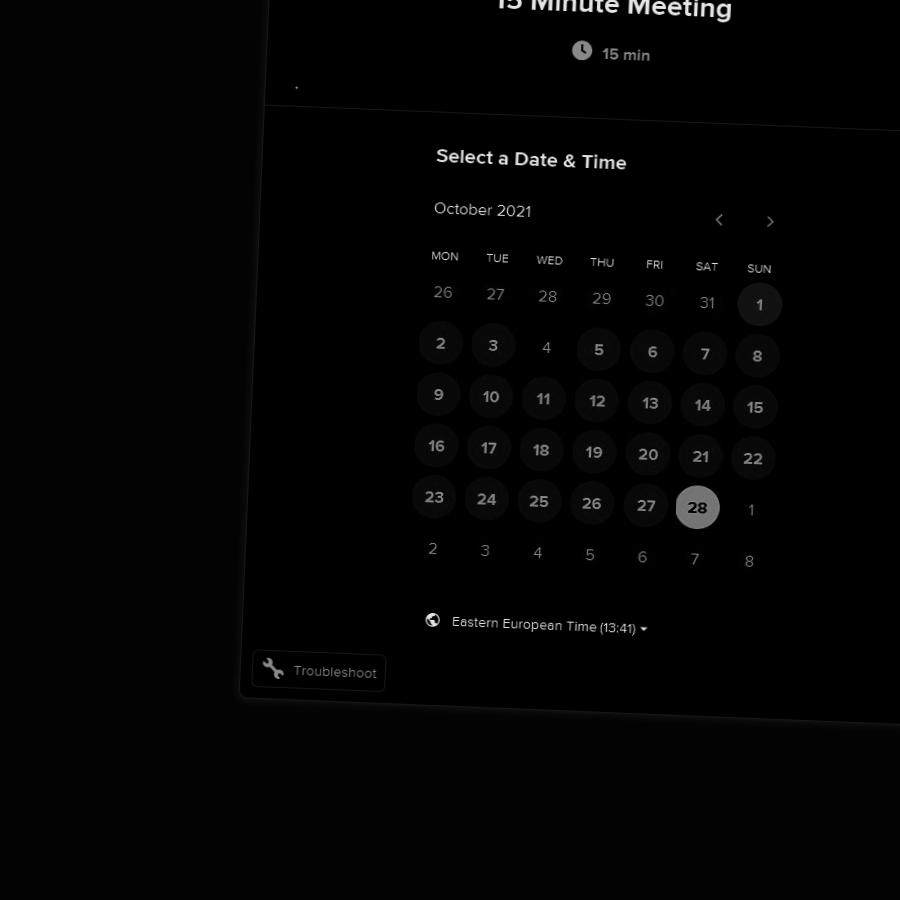 15 Minute Meeting
15 min
Select a Date & Time
October 2021
MON TUE WED THU FRI SAT SUN
26 27 28 29 30 31 1
2 3 4 5 6 7 8
9 10 11 12 13 14 15
16 17 18 19 20 21 22
23 24 25 26 27 28 1
2 3 4 5 6 7 8
Eastern European Time (13:41)
Troubleshoot